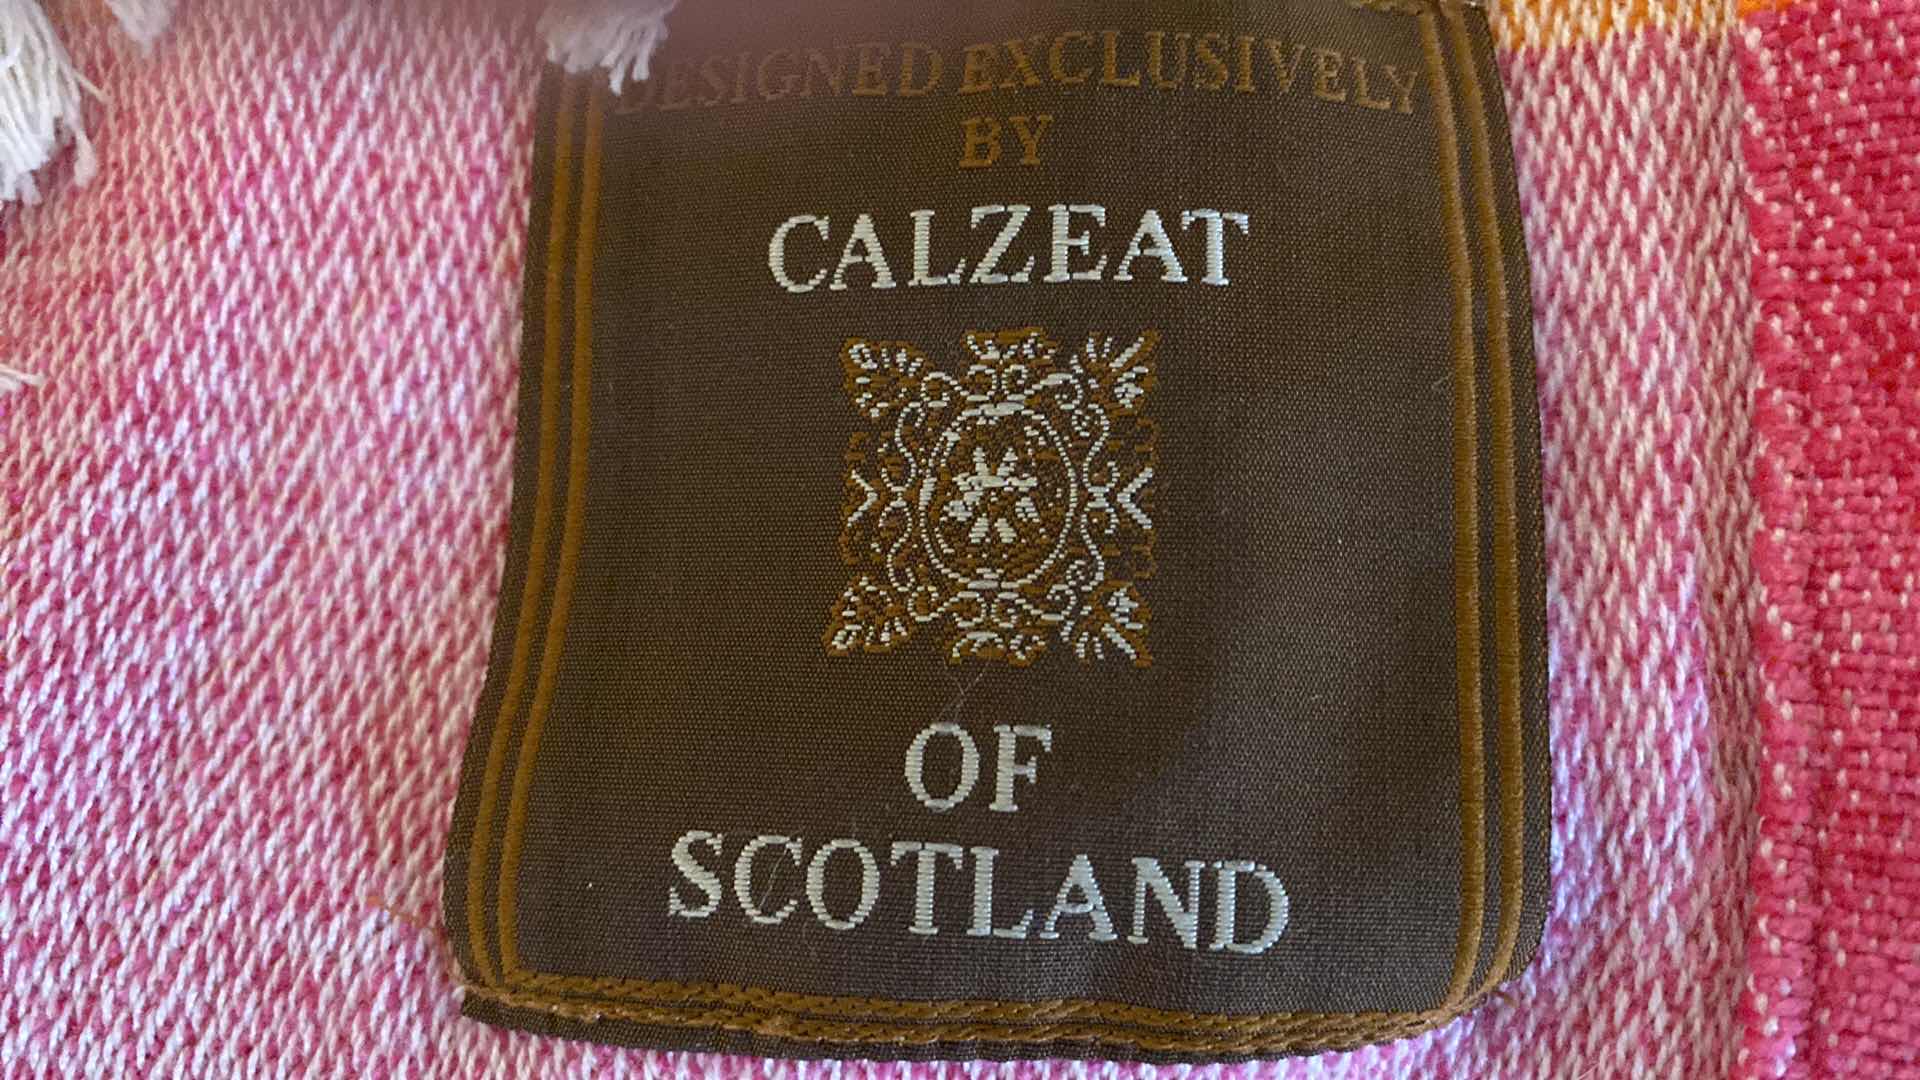 DESIGNED EXCLUSIVELY
BY
CALZEAT
OF
SCOTLAND